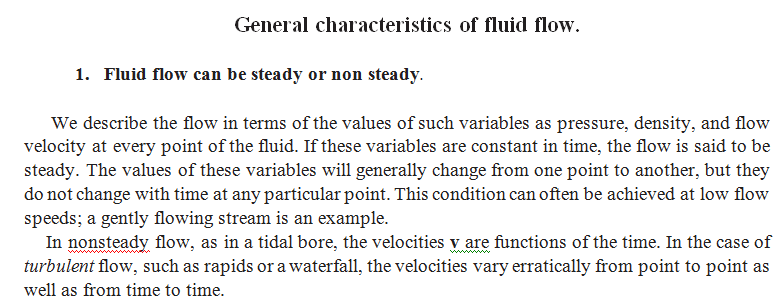 General characteristics of fluid flow.
1. Fluid flow can be steady or non steady.
We describe the flow in terms of the values of such variables as pressure, density, and flow
velocity at every point of the fluid. If these variables are constant in time, the flow is said to be
steady. The values of these variables will generally change from one point to another, but they
do not change with time at any particular point. This condition can often be achieved at low flow
speeds; a gently flowing stream is an example.
In nonsteady flow, as in a tidal bore, the velocities v are functions of the time. In the case of
turbulent flow, such as rapids or a waterfall, the velocities vary erratically from point to point as
well as from time to time.